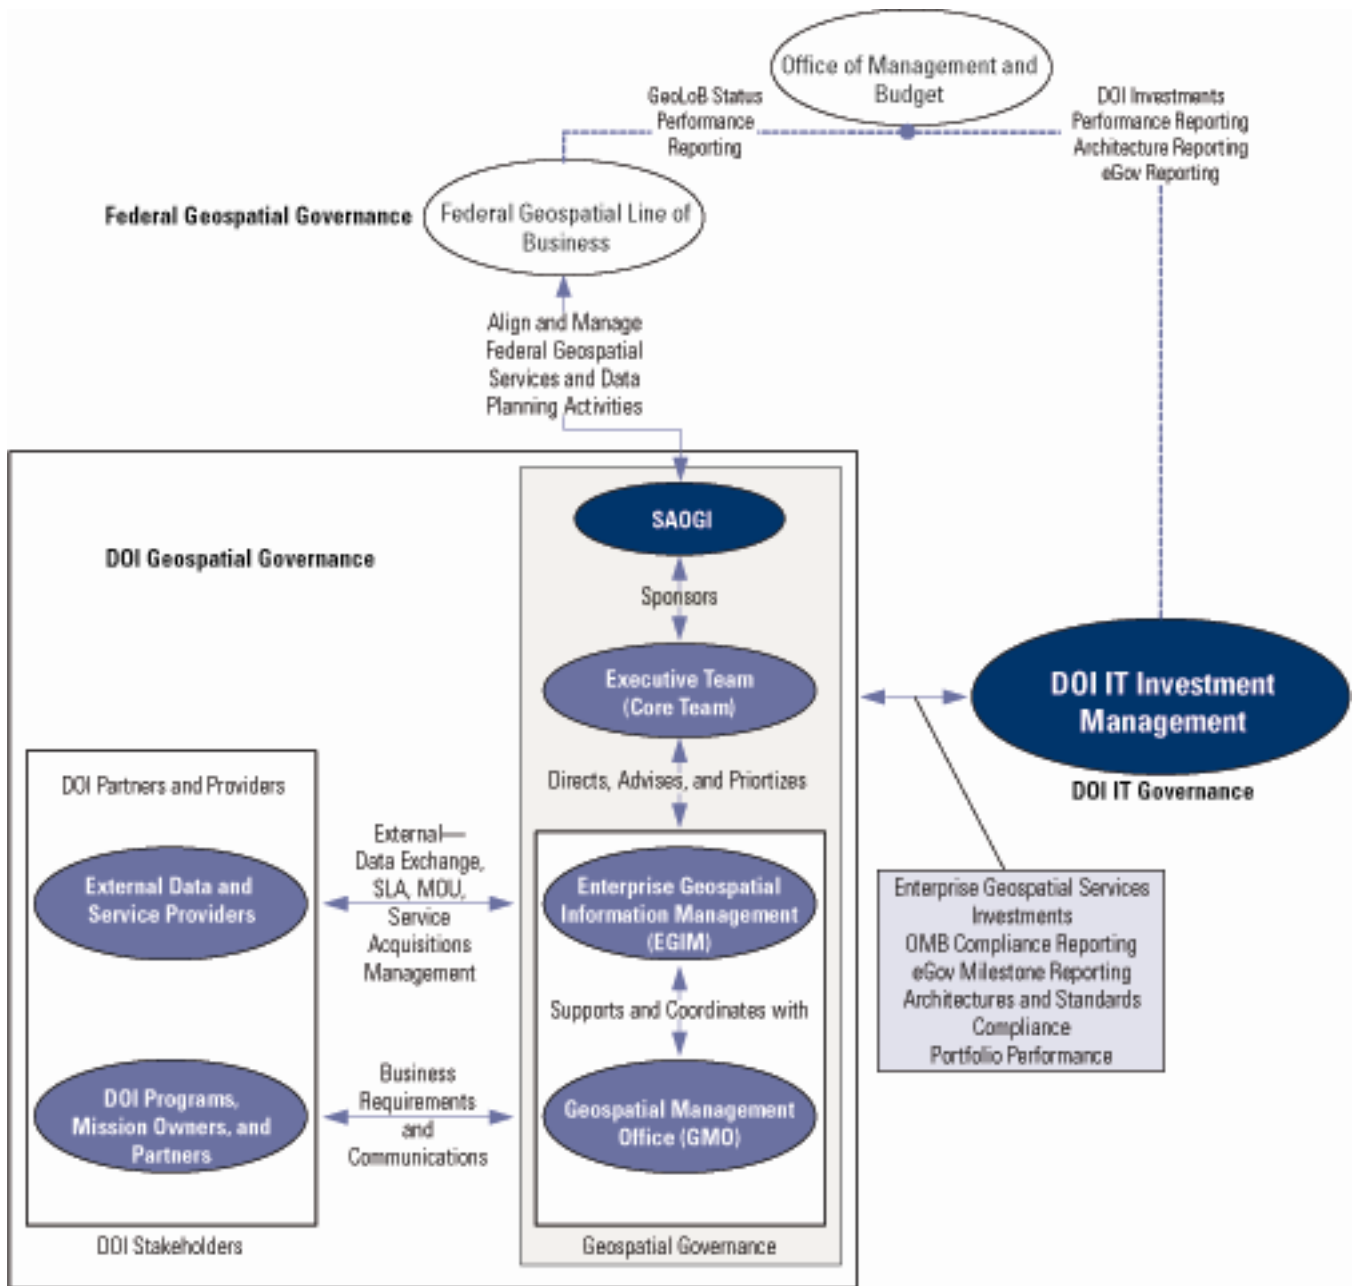 Office of Management and
Budget
GeoLoB Status
Performance
Reporting
DOI Investments
Performance Reporting
Architecture Reporting
eGov Reporting
Federal Geospatial Governance
Federal Geospatial Line of
Business
Align and Manage
Federal Geospatial
Services and Data
Planning Activities
DOI Geospatial Governance
SAOGI
Sponsors
Executive Team
(Core Team)
Directs, Advises, and Prioritizes
DOI IT Investment
Management
DOI IT Governance
DOI Partners and Providers
External Data and
Service Providers
External—
Data Exchange,
SLA, MOU,
Service
Acquisitions
Management
Enterprise Geospatial
Information Management
(EGIM)
Supports and Coordinates with
Enterprise Geospatial Services
Investments
OMB Compliance Reporting
eGov Milestone Reporting
Architectures and Standards
Compliance
Portfolio Performance
DOI Programs,
Mission Owners, and
Partners
Business
Requirements
and
Communications
Geospatial Management
Office (GMO)
DOI Stakeholders
Geospatial Governance